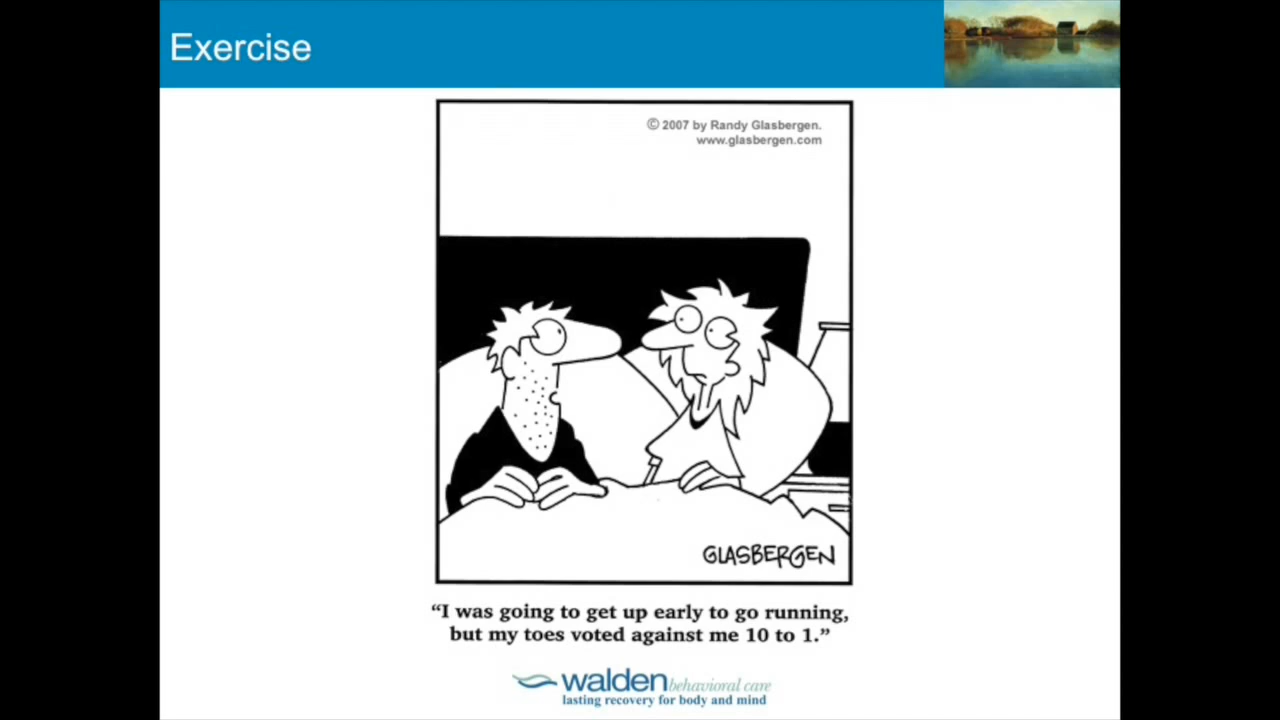 Exercise
© 2007 by Randy Glasbergen.
www.glasbergen.com
GLASBERGEN
“I was going to get up early to go running,
but my toes voted against me 10 to 1.”
walden behavioral care
lasting recovery for body and mind